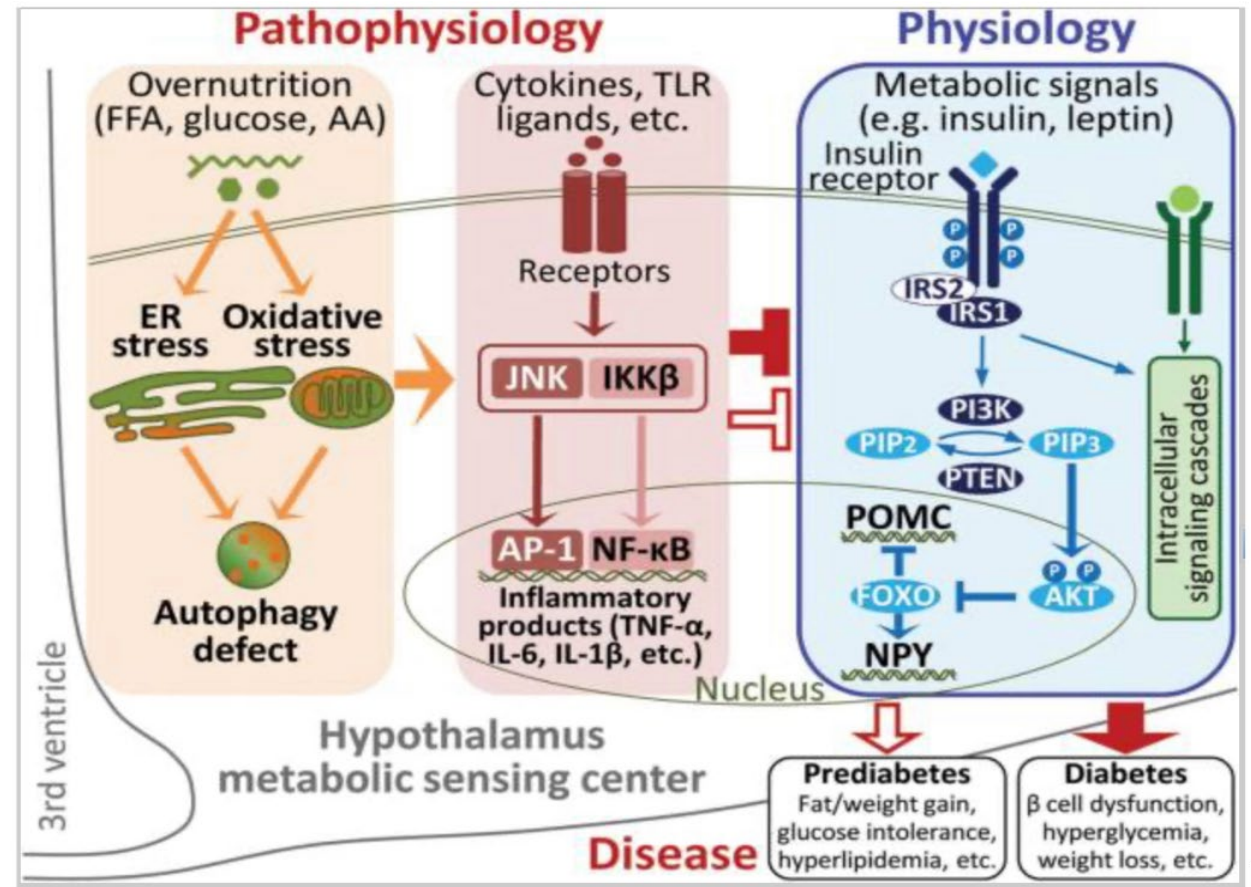 Pathophysiology
Physiology
Overnutrition
(FFA, glucose, AA)
ER
stress
Oxidative
stress
Autophagy
defect
Cytokines, TLR
ligands, etc.
Receptors
JNK
IKKβ
AP-1
NF-κB
Inflammatory
products (TNF-α,
IL-6, IL-1β, etc.)
Nucleus
Metabolic signals
(e.g. insulin, leptin)
Insulin
receptor
P
P
P
P
IRS2
IRS1
PI3K
PIP2
PIP3
PTEN
POMC
P
P
FOXO
AKT
NPY
Intracellular
signaling cascades
3rd ventricle
Hypothalamus
metabolic sensing center
Disease
Prediabetes
Fat/weight gain,
glucose intolerance,
hyperlipidemia, etc.
Diabetes
β cell dysfunction,
hyperglycemia,
weight loss, etc.